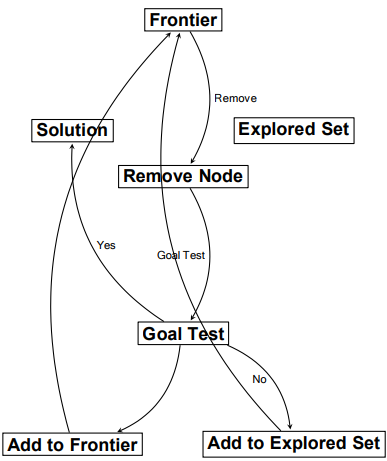 Frontier
Remove
Solution
Explored Set
Remove Node
Yes
Goal Test
Goal Test
No
Add to Frontier
Add to Explored Set